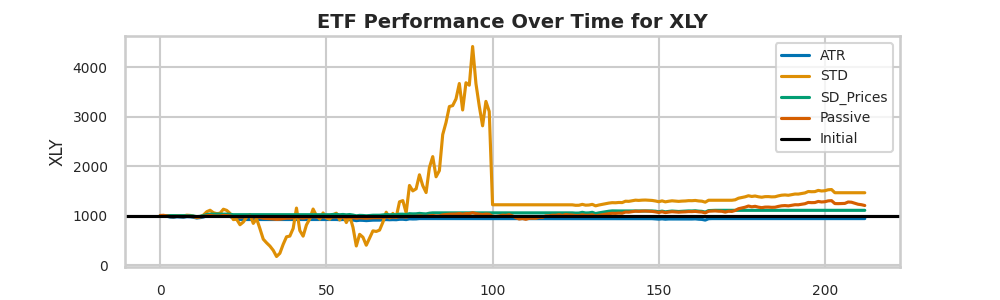 ETF Performance Over Time for XLY
XLY
4000
3000
2000
1000
0
0
50
100
150
200
ATR
STD
SD_Prices
Passive
Initial